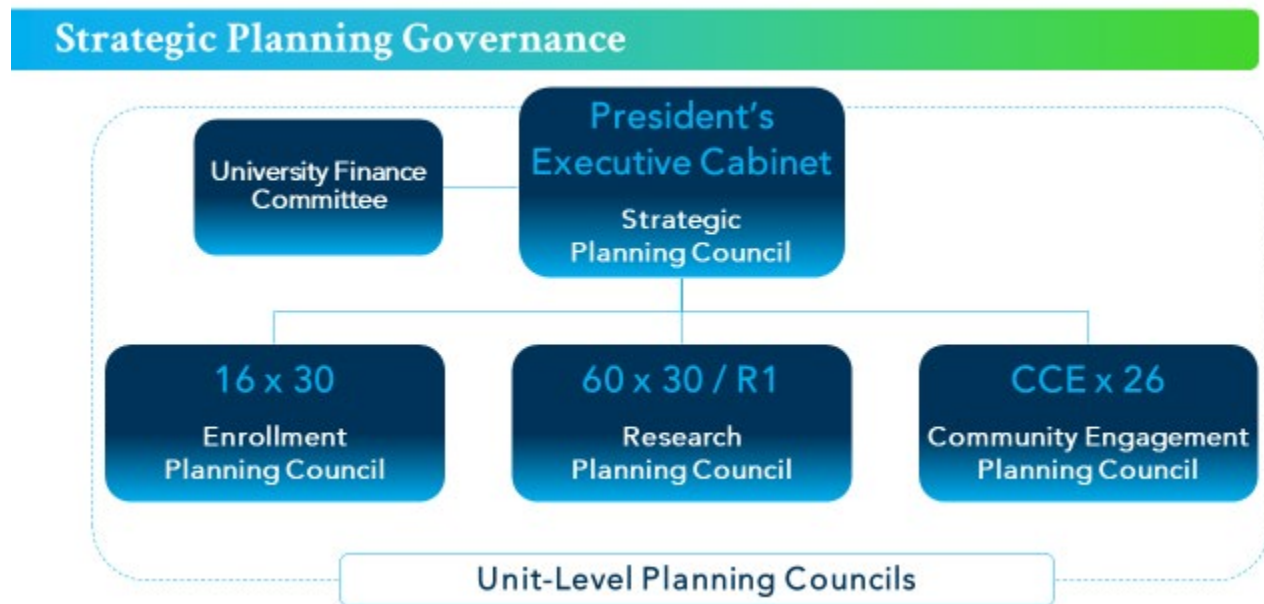 Strategic Planning Governance
University Finance
Committee
President's
Executive Cabinet
Strategic
Planning Council
16 x 30
Enrollment
Planning Council
60 x 30 / R1
Research
Planning Council
CCE x 26
Community Engagement
Planning Council
Unit-Level Planning Councils